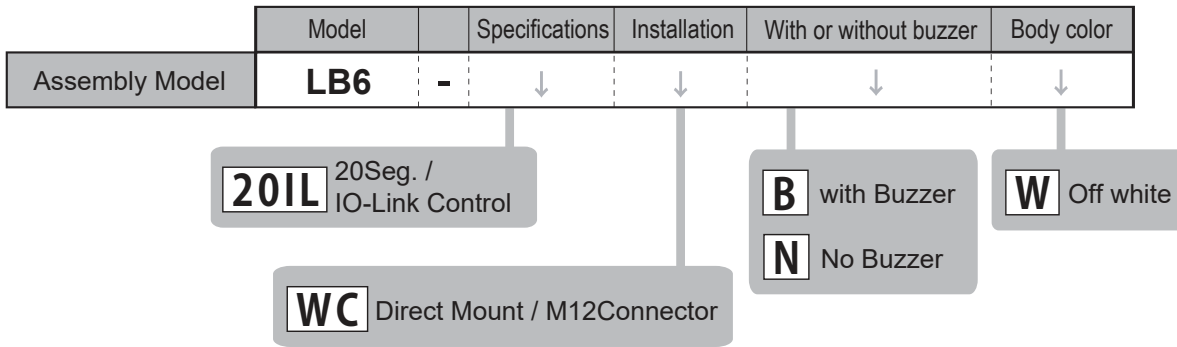 Model Specifications Installation With or without buzzer Body color
Assembly Model LB6 - ↓ ↓ ↓ ↓
20IL 20Seg. /
IO-Link Control
B with Buzzer
N No Buzzer
W Off white
WC Direct Mount / M12Connector